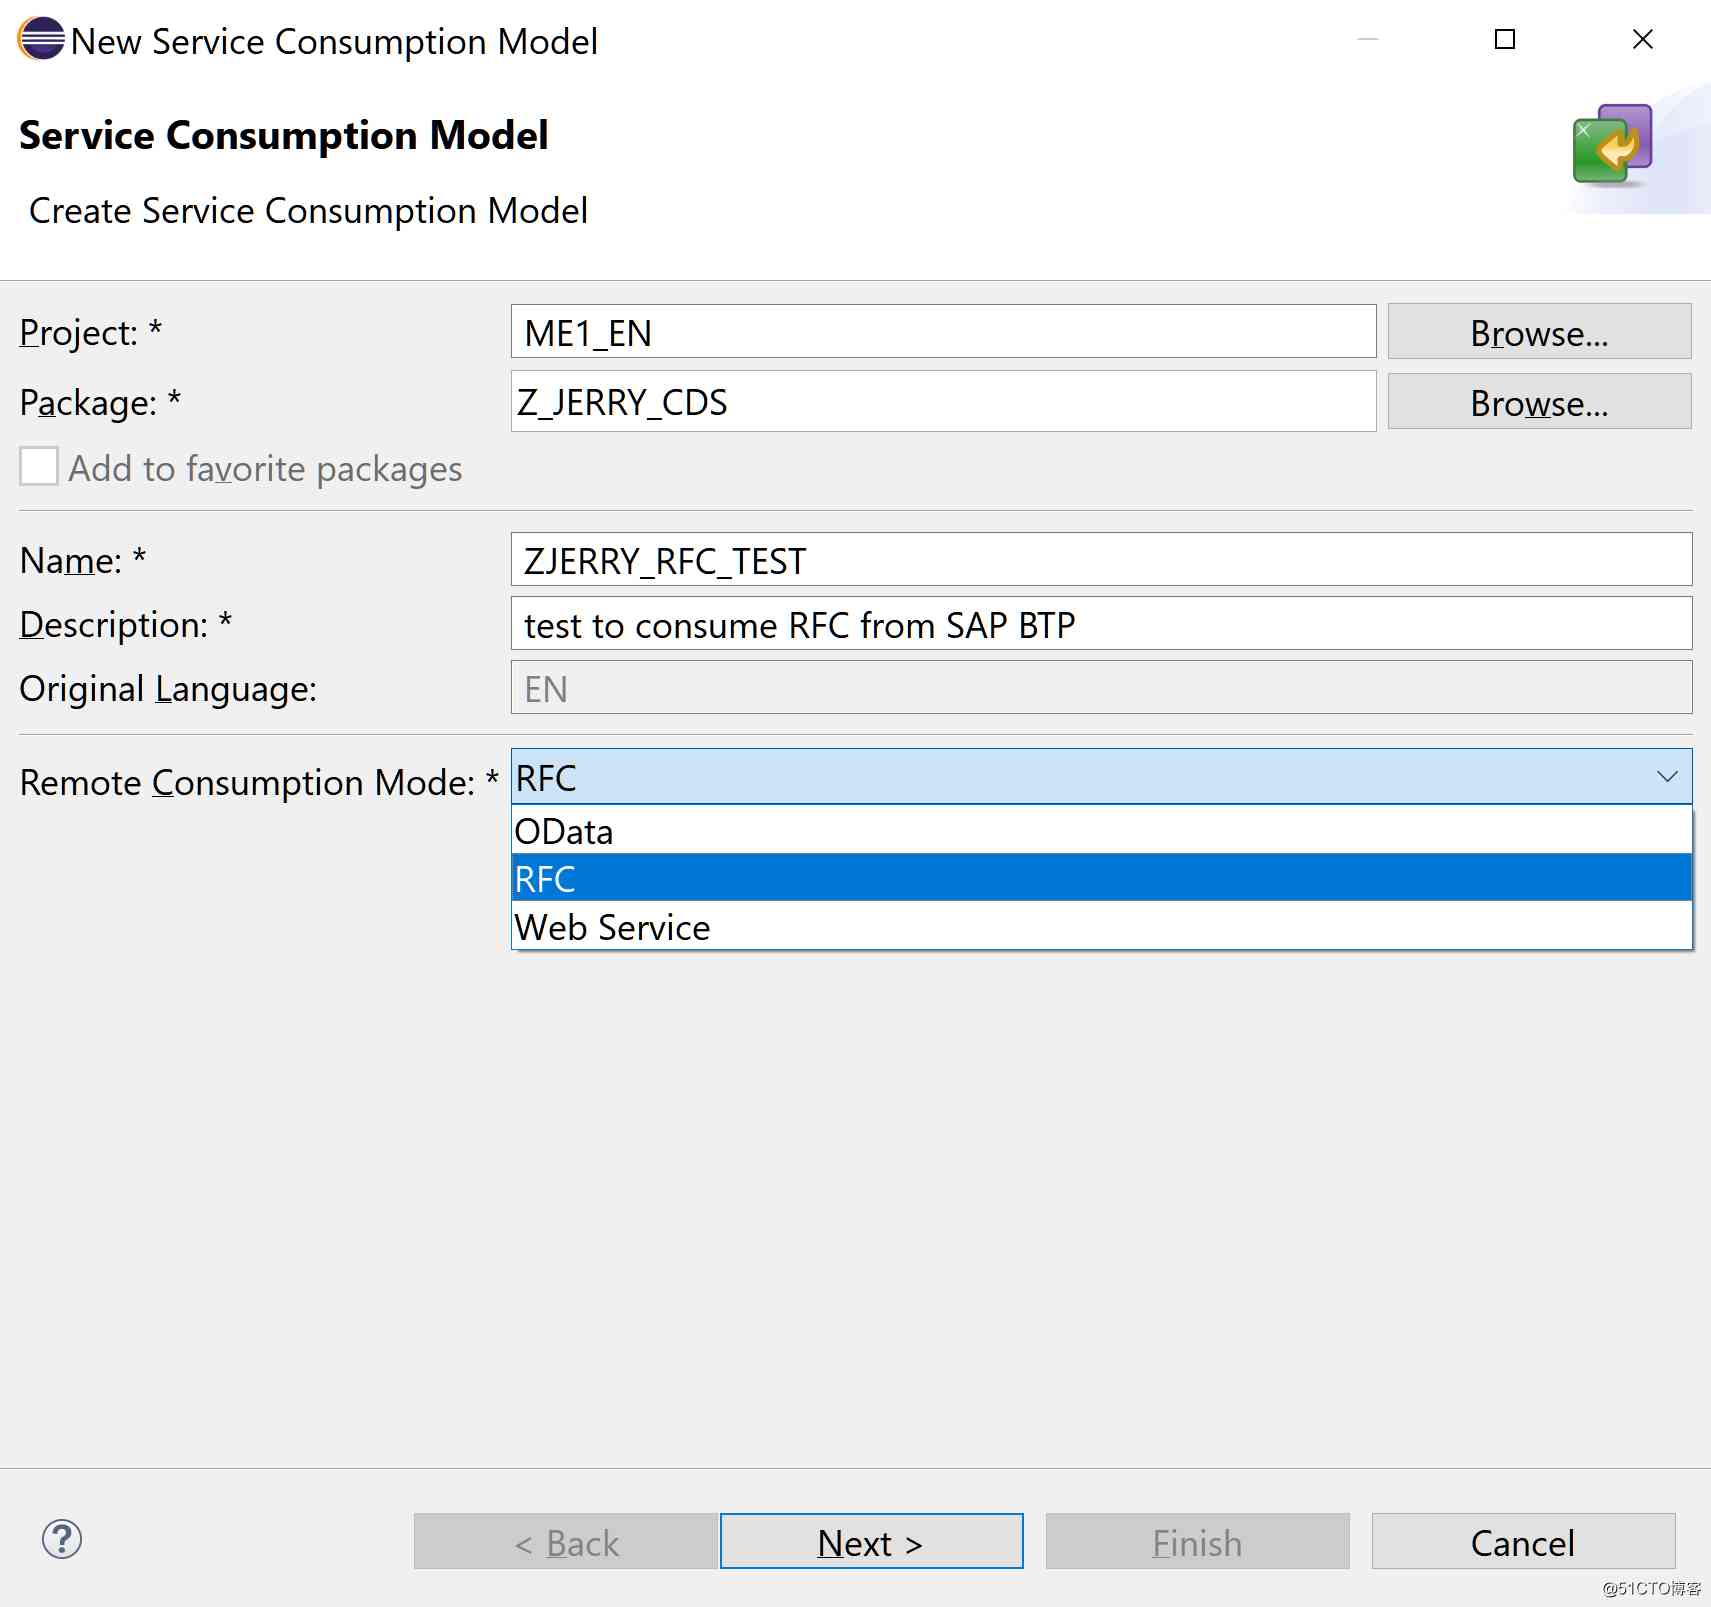 New Service Consumption Model
Service Consumption Model
Create Service Consumption Model
Project: * ME1_EN Browse...
Package: * Z_JERRY_CDS Browse...
Add to favorite packages
Name: * ZJERRY_RFC_TEST
Description: * test to consume RFC from SAP BTP
Original Language: EN
Remote Consumption Mode: * RFC
OData
RFC
Web Service
? < Back Next > Finish Cancel
@51CTO博客